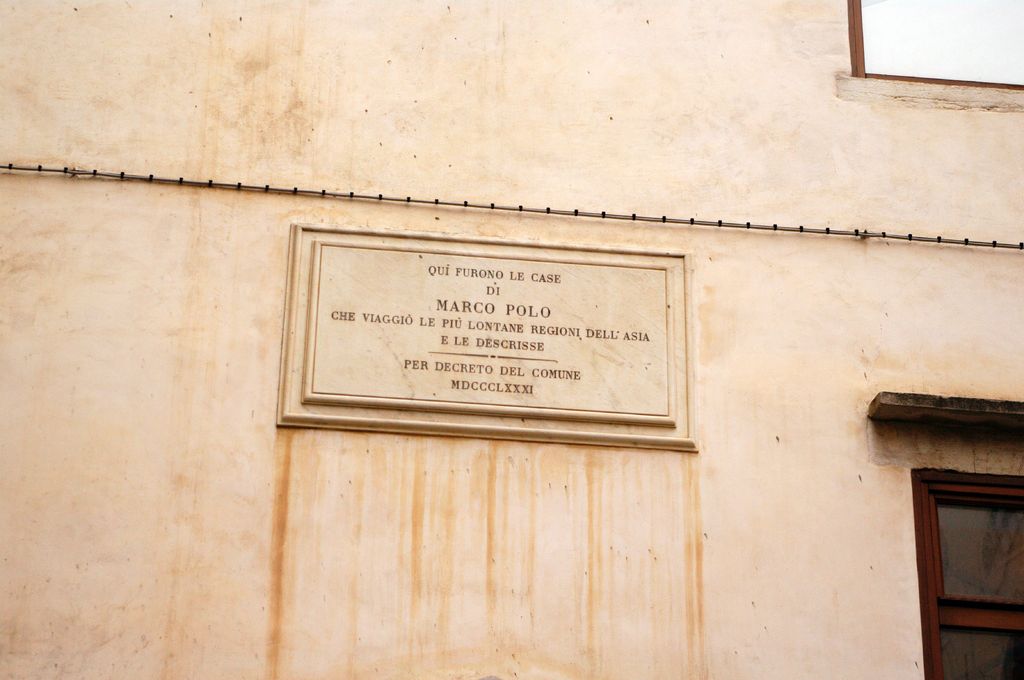 QUÍ FURONO LE CASE
DI
MARCO POLO
CHE VIAGGIÒ LE PIÚ LONTANE REGIONI DELL'ASIA
E LE DESCRISSE
PER DECRETO DEL COMUNE
MDCCCLXXXI